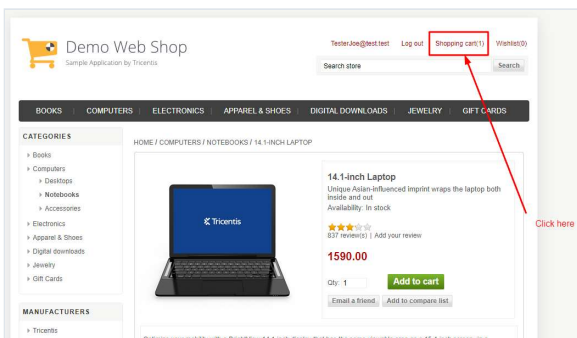 Demo Web Shop
Sample Application by Tricentis
TesterJoe@test.test Log out Shopping cart(1) Wishlist(0)
Search store Search
BOOKS COMPUTERS ELECTRONICS APPAREL & SHOES DIGITAL DOWNLOADS JEWELRY GIFT CARDS
CATEGORIES
Books
Computers
Desktops
Notebooks
Accessories
Electronics
Apparel & Shoes
Digital downloads
Jewelry
Gift Cards
MANUFACTURERS
Tricentis
HOME / COMPUTERS / NOTEBOOKS / 14.1-INCH LAPTOP
Tricentis
14.1-inch Laptop
Unique Asian-influenced imprint wraps the laptop both
inside and out
Availability: In stock
837 review(s) | Add your review
1590.00
Qty: 1 Add to cart
Email a friend Add to compare list
Click here